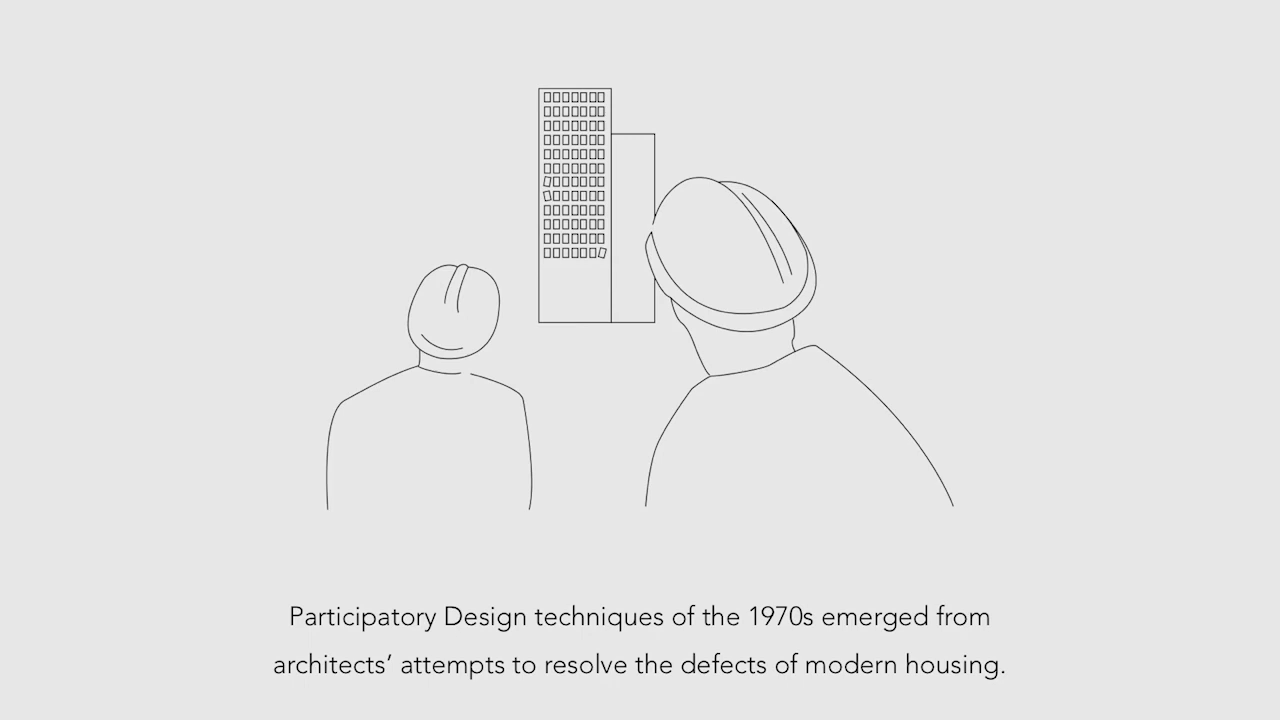 Participatory Design techniques of the 1970s emerged from
architects’ attempts to resolve the defects of modern housing.